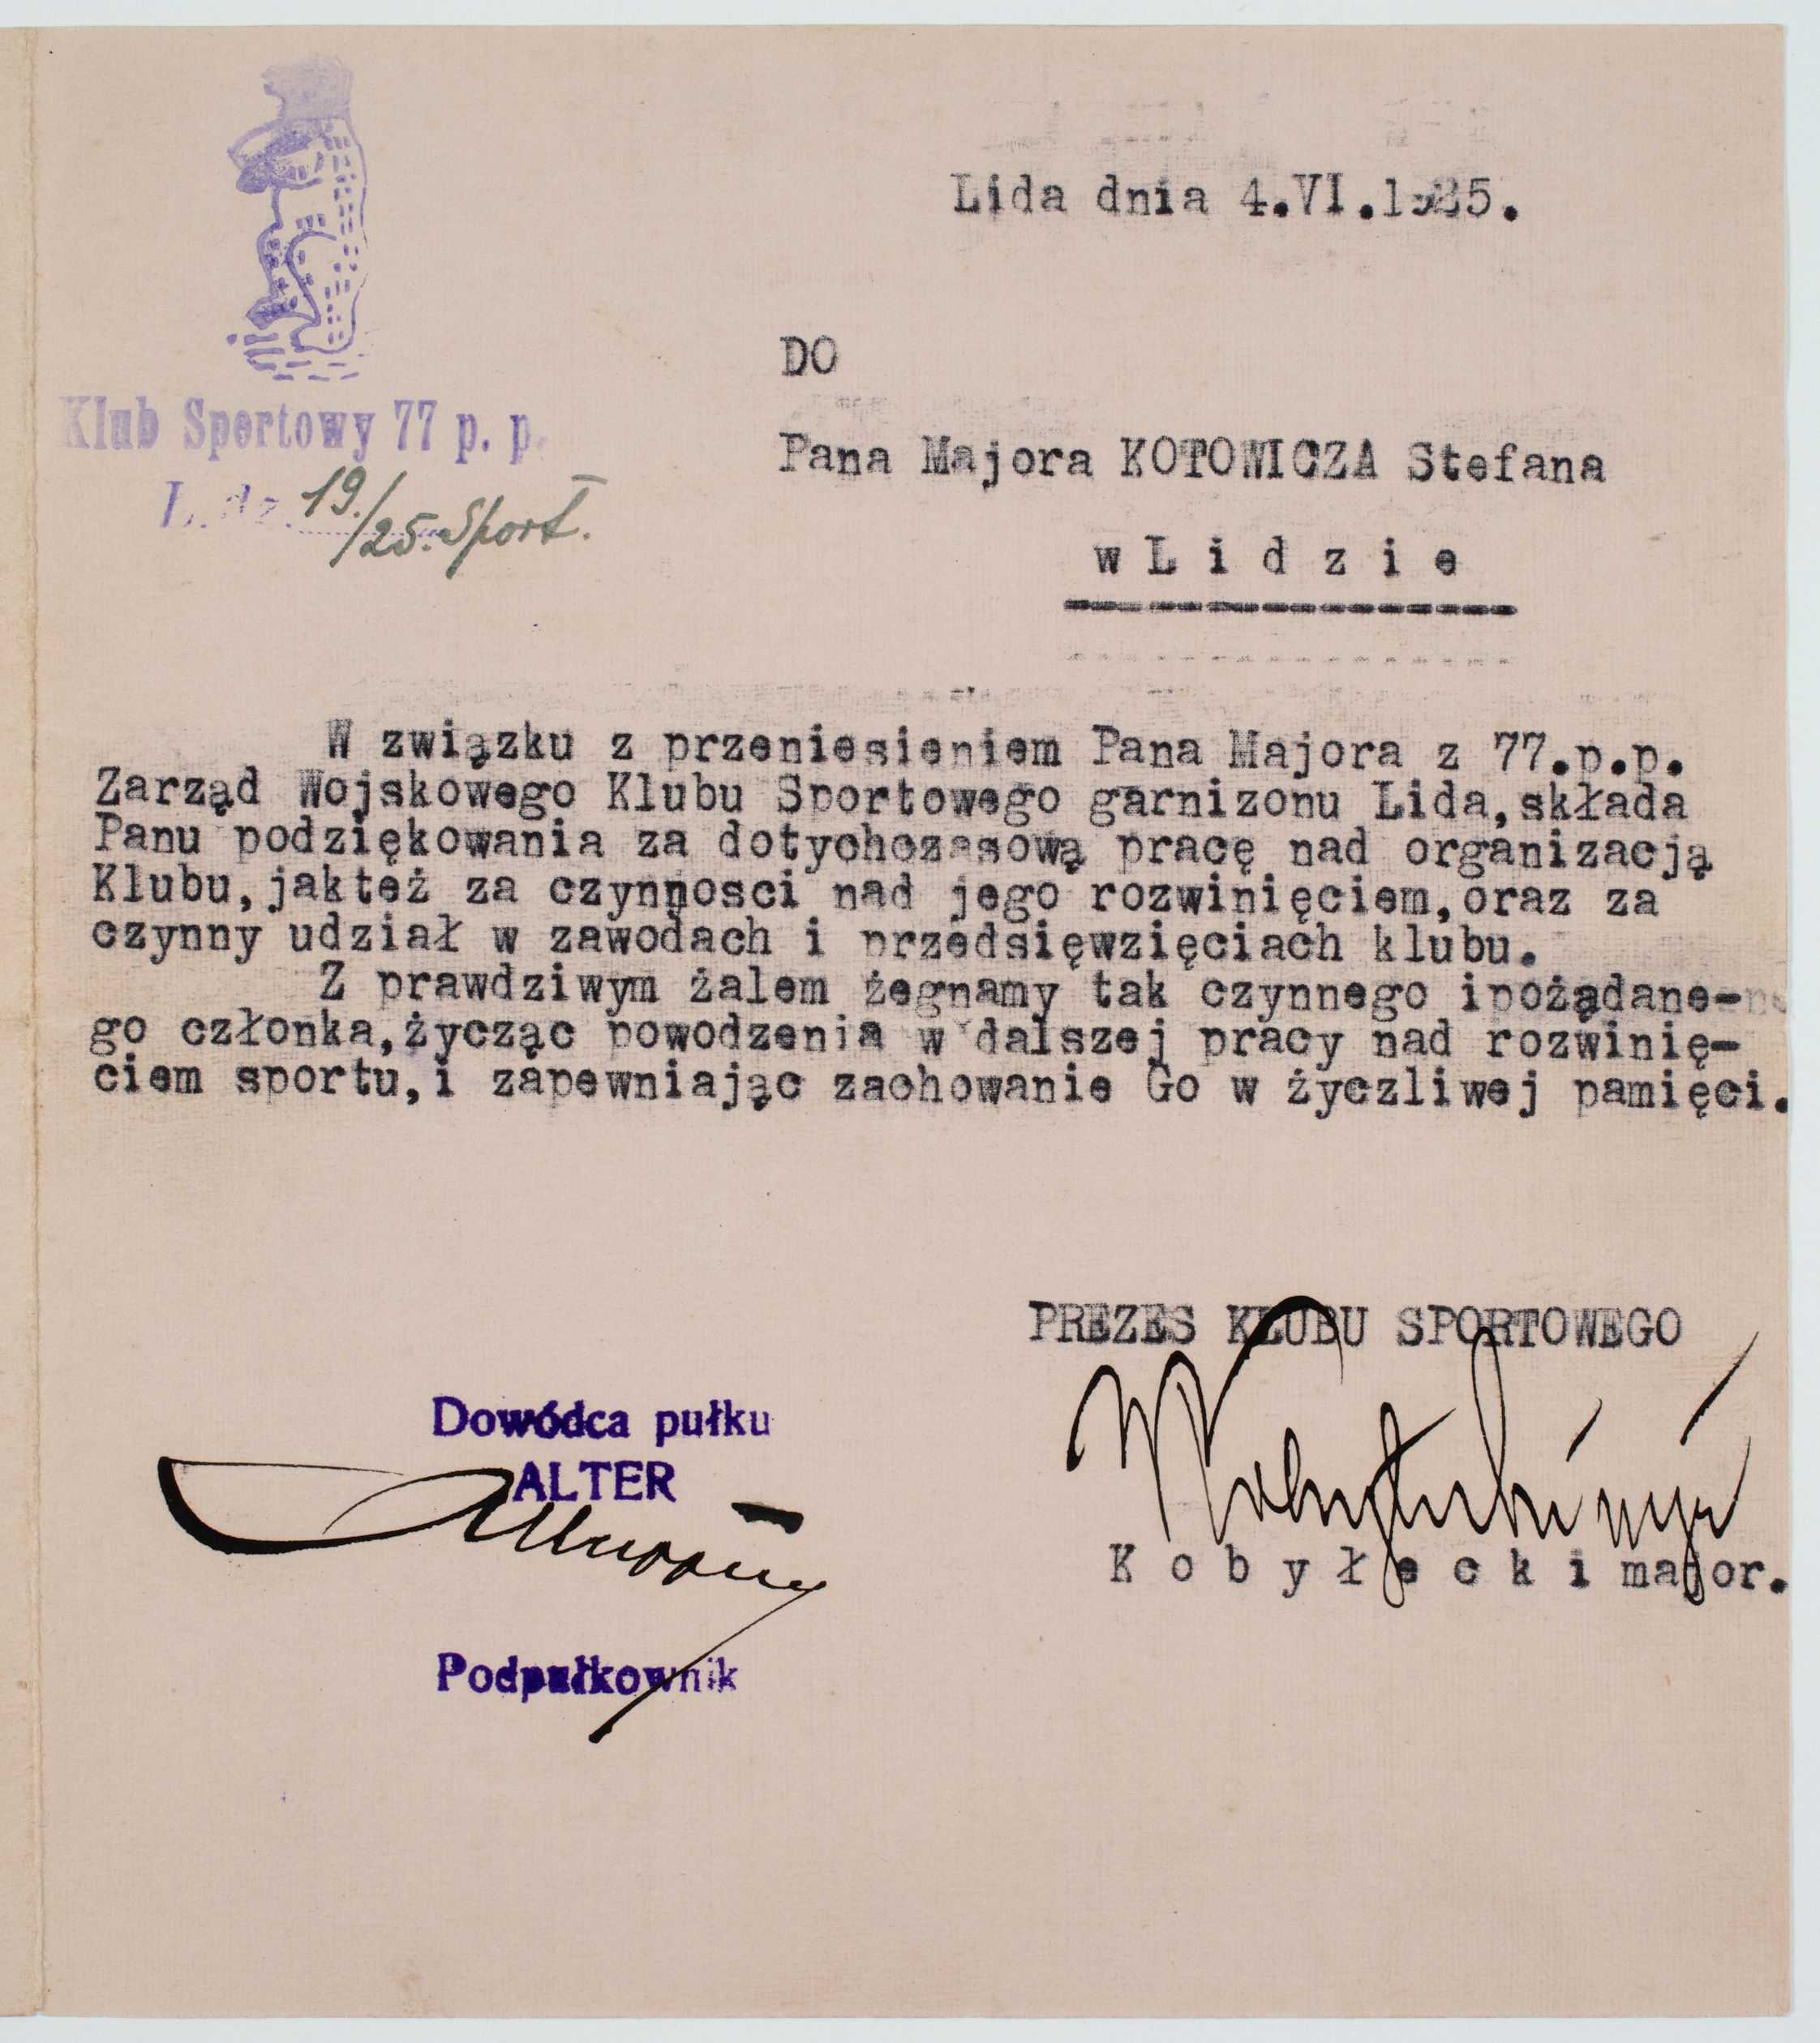 Lida dnia 4.VI.1925.
Klub Sportowy 77 p. p.
L. dz. 19./25. Sport.
DO
Pana Majora KOTOWICZA Stefana
w L i d z i e
W związku z przeniesieniem Pana Majora z 77.p.p.
Zarząd Wojskowego Klubu Sportowego garnizonu Lida,składa
Panu podziękowania za dotychczasową pracę nad organizacją
Klubu,jakteż za czynnosci nad jego rozwinięciem,oraz za
czynny udział w zawodach i przedsięwzięciach klubu.
Z prawdziwym żalem żegnamy tak czynnego ipożądane-
go członka,życząc powodzenia w dalszej pracy nad rozwinię-
ciem sportu,i zapewniając zachowanie Go w życzliwej pamięci.
PREZES KLUBU SPORTOWEGO
K o b y ł e c k i major.
Dowódca pułku
ALTER
Podpułkownik